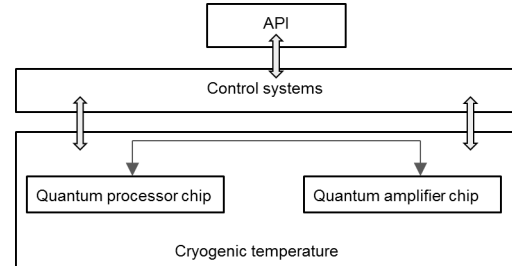 API
Control systems
Quantum processor chip
Quantum amplifier chip
Cryogenic temperature